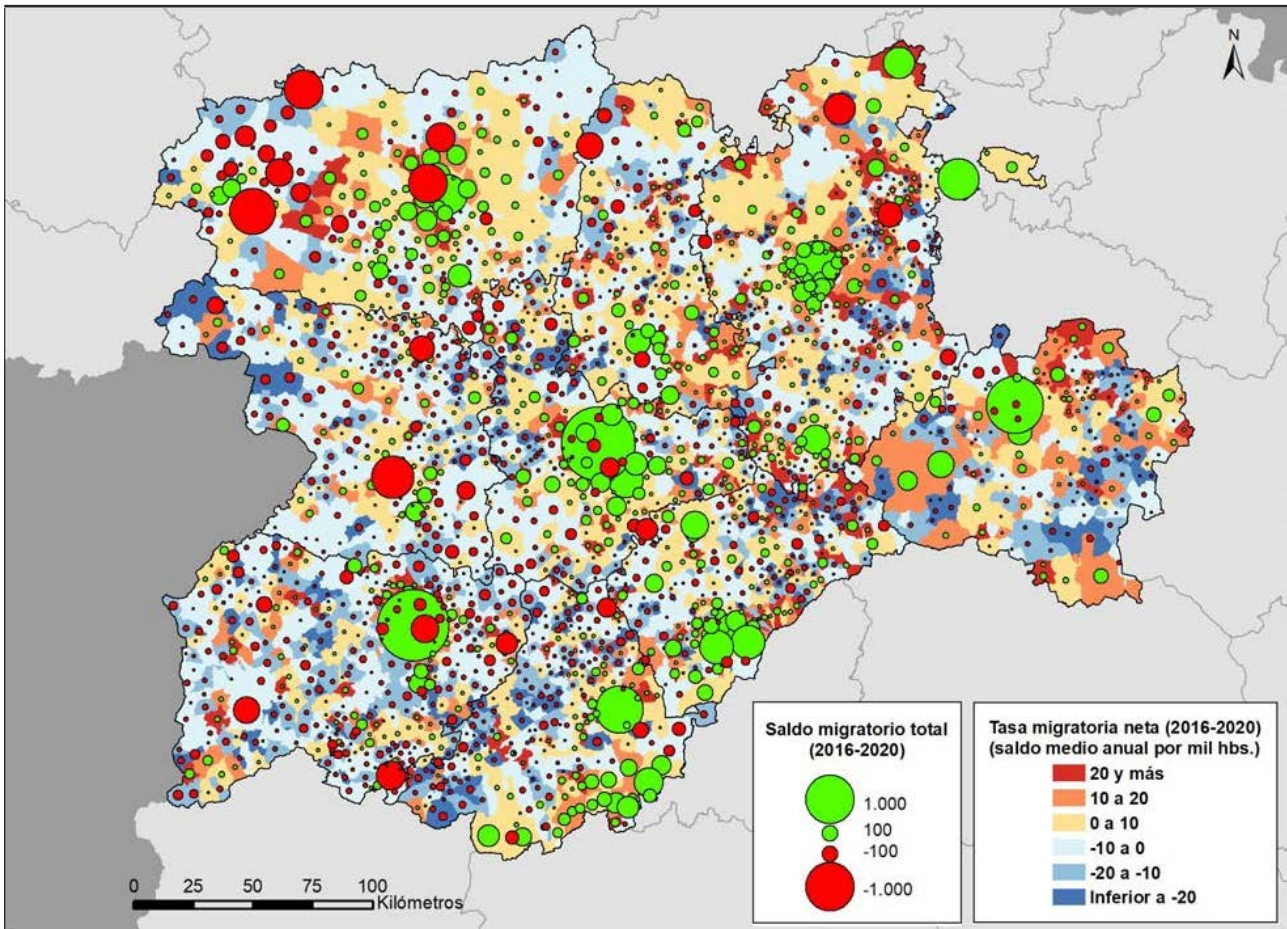 N
0 25 50 75 100
Kilómetros
Saldo migratorio total
(2016-2020)
1.000
100
-100
-1.000
Tasa migratoria neta (2016-2020)
(saldo medio anual por mil hbs.)
20 y más
10 a 20
0 a 10
-10 a 0
-20 a -10
Inferior a -20